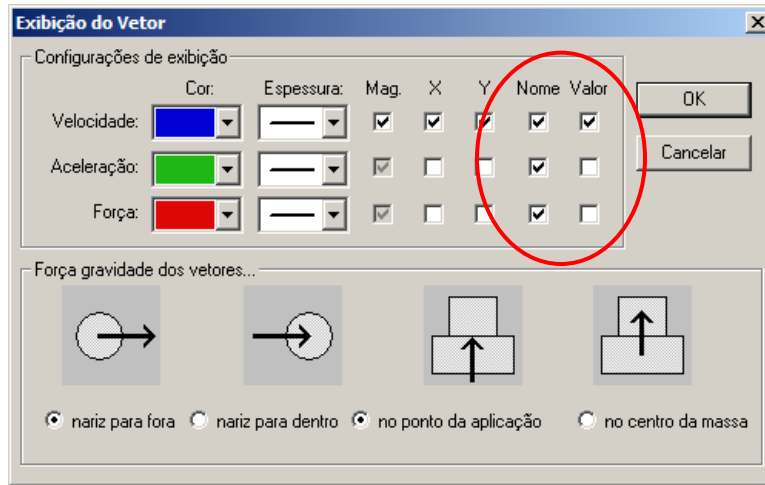 Exibição do Vetor
Configurações de exibição
Cor: Espessura: Mag. X Y Nome Valor
Velocidade:
Aceleração:
Força:
OK
Cancelar
Força gravidade dos vetores...
nariz para fora nariz para dentro no ponto da aplicação no centro da massa